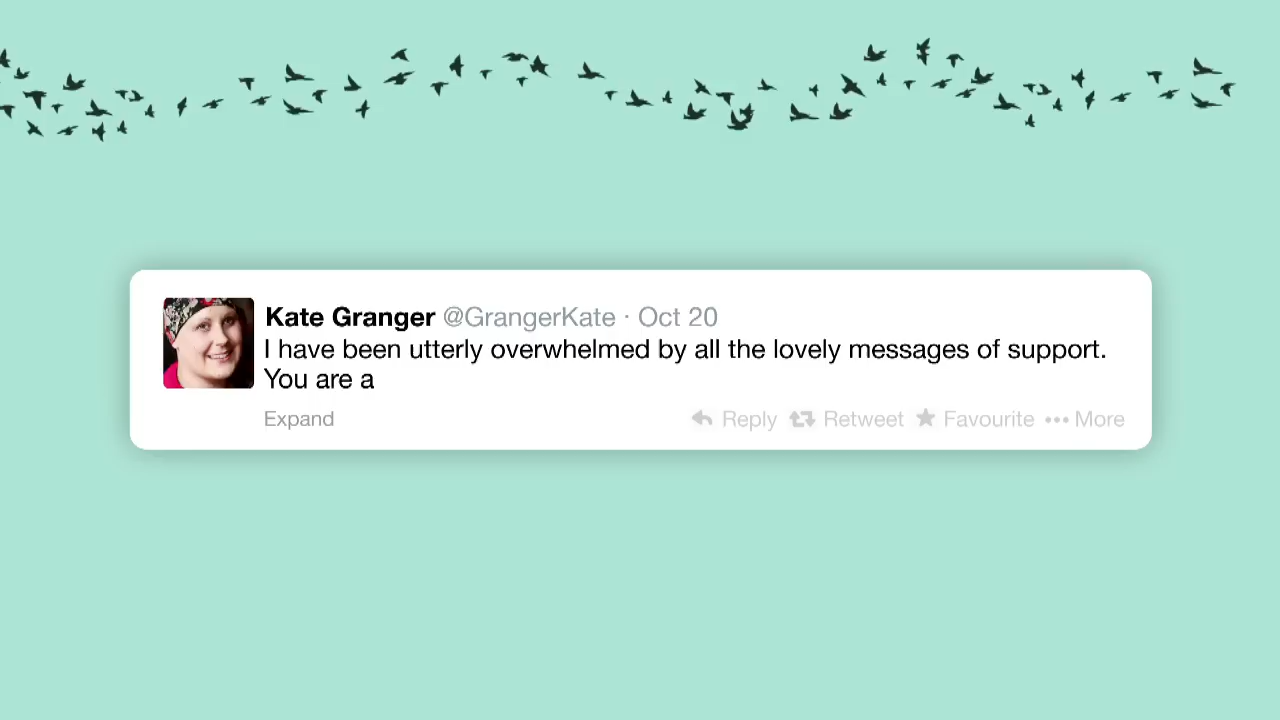 Kate Granger @GrangerKate · Oct 20
I have been utterly overwhelmed by all the lovely messages of support.
You are a
Expand Reply Retweet Favourite More